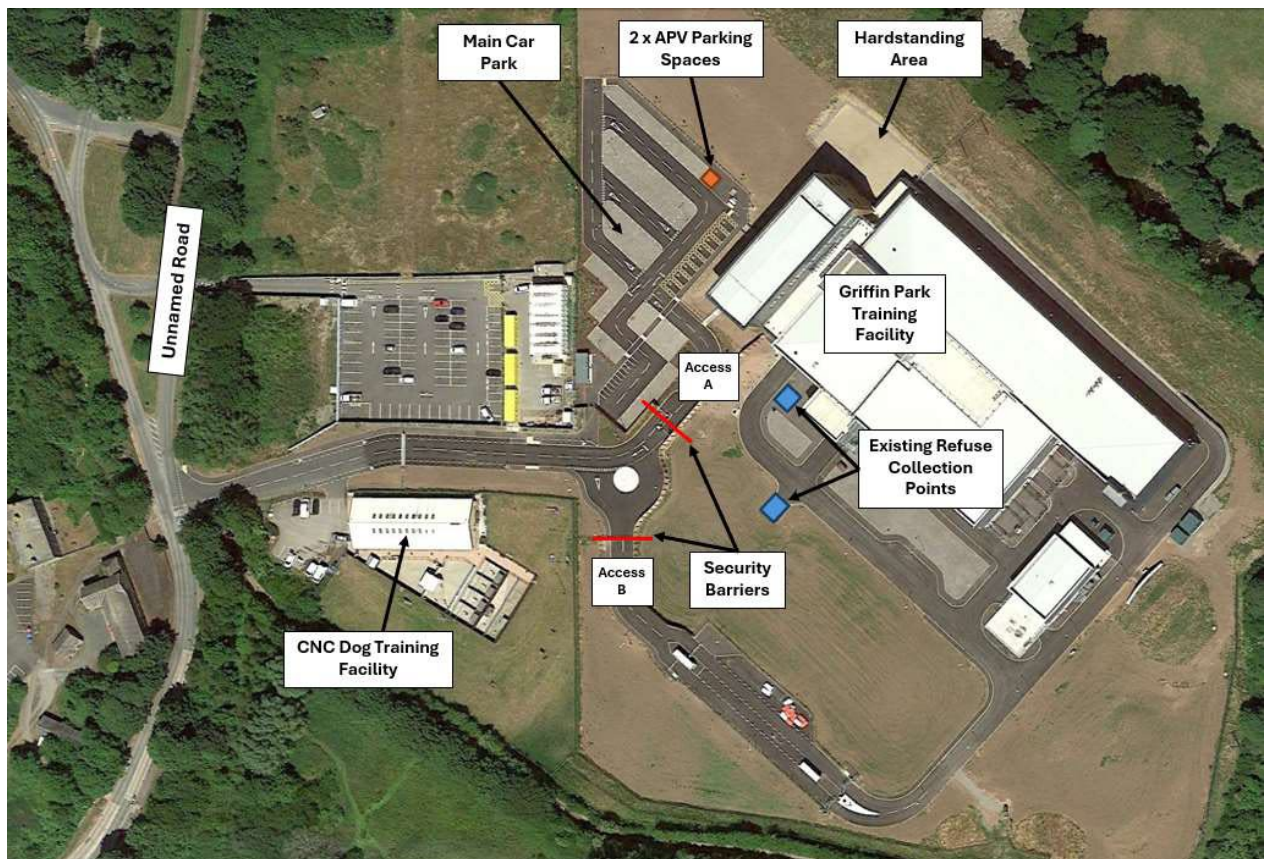 Main Car
Park
2 x APV Parking
Spaces
Hardstanding
Area
Unnamed Road
Griffin Park
Training
Facility
Access
A
Existing Refuse
Collection
Points
Security
Barriers
Access
B
CNC Dog Training
Facility